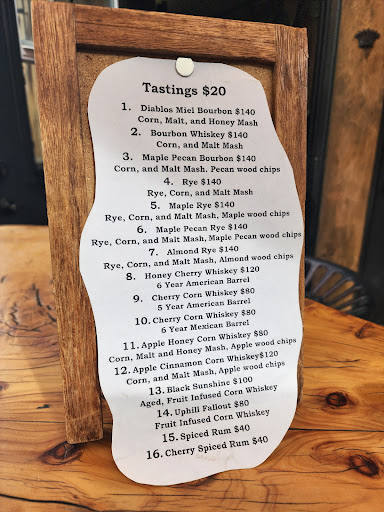 Tastings $20
1. Diablos Miel Bourbon $140
Corn, Malt, and Honey Mash
2. Bourbon Whiskey $140
Corn, and Malt Mash
3. Maple Pecan Bourbon $140
Corn, and Malt Mash. Pecan wood chips
4. Rye $140
Rye, Corn, and Malt Mash
5. Maple Rye $140
Rye, Corn, and Malt Mash, Maple wood chips
6. Maple Pecan Rye $140
Rye, Corn, and Malt Mash, Maple Pecan wood chips
7. Almond Rye $140
Rye, Corn, and Malt Mash, Almond wood chips
8. Honey Cherry Whiskey $120
6 Year American Barrel
9. Cherry Corn Whiskey $80
5 Year American Barrel
10. Cherry Corn Whiskey $80
6 Year Mexican Barrel
11. Apple Honey Corn Whiskey $80
Corn, Malt and Honey Mash, Apple wood chips
12. Apple Cinnamon Corn Whiskey $120
Corn, and Malt Mash, Apple wood chips
13. Black Sunshine $100
Aged, Fruit Infused Corn Whiskey
14. Uphill Fallout $80
Fruit Infused Corn Whiskey
15. Spiced Rum $40
16. Cherry Spiced Rum $40